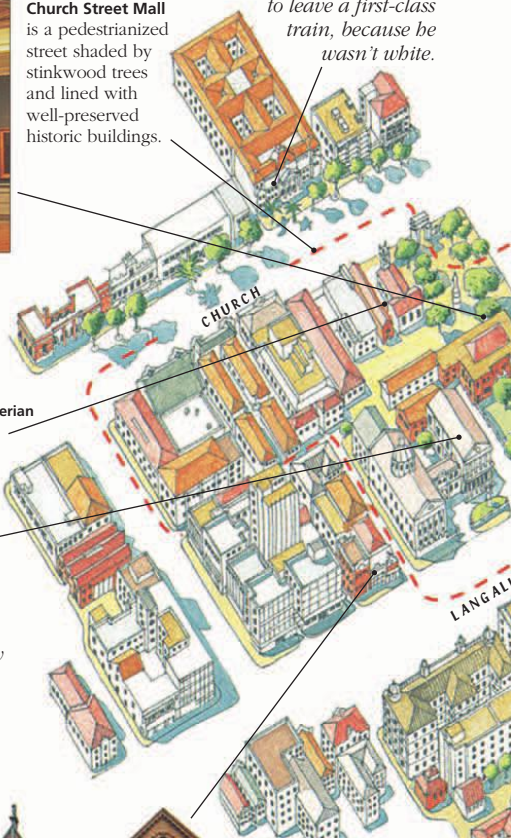 Church Street Mall
is a pedestrianized
street shaded by
stinkwood trees
and lined with
well-preserved
historic buildings.
to leave a first-class
train, because he
wasn't white.
CHURCH
erian
LANGALI
y